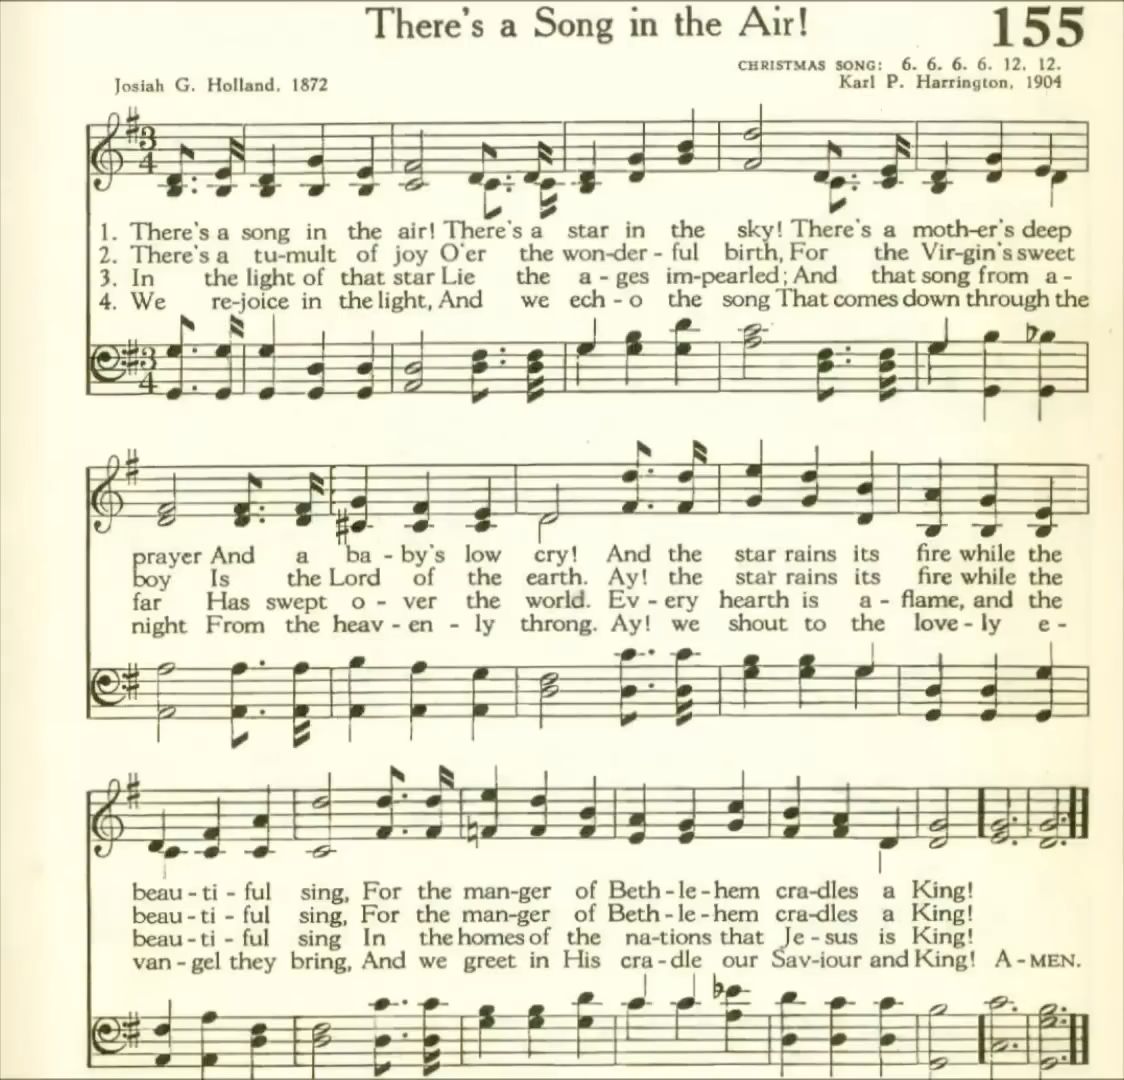 There's a Song in the Air!
155
CHRISTMAS SONG: 6. 6. 6. 6. 12. 12.
Josiah G. Holland, 1872
Karl P. Harrington, 1904
1. There's a song in the air! There's a star in the sky! There's a moth-er's deep
2. There's a tu-mult of joy O'er the won-der-ful birth, For the Vir-gin's sweet
3. In the light of that star Lie the a-ges im-pearled; And that song from a-
4. We re-joice in the light, And we ech-o the song That comes down through the
prayer And a ba-by's low cry! And the star rains its fire while the
boy Is the Lord of the earth. Ay! the star rains its fire while the
far Has swept o-ver the world. Ev-ery hearth is a-flame, and the
night From the heav-en-ly throng. Ay! we shout to the love-ly e-
beau-ti-ful sing, For the man-ger of Beth-le-hem cra-dles a King!
beau-ti-ful sing, For the man-ger of Beth-le-hem cra-dles a King!
beau-ti-ful sing In the homes of the na-tions that Je-sus is King!
van-gel they bring, And we greet in His cra-dle our Sav-iour and King! A-MEN.